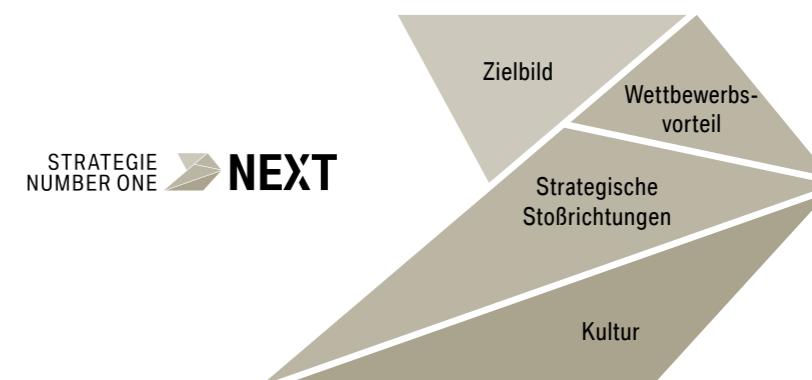 STRATEGIE
NUMBER ONE
NEXT
Zielbild
Wettbewerbs-
vorteil
Strategische
Stoßrichtungen
Kultur